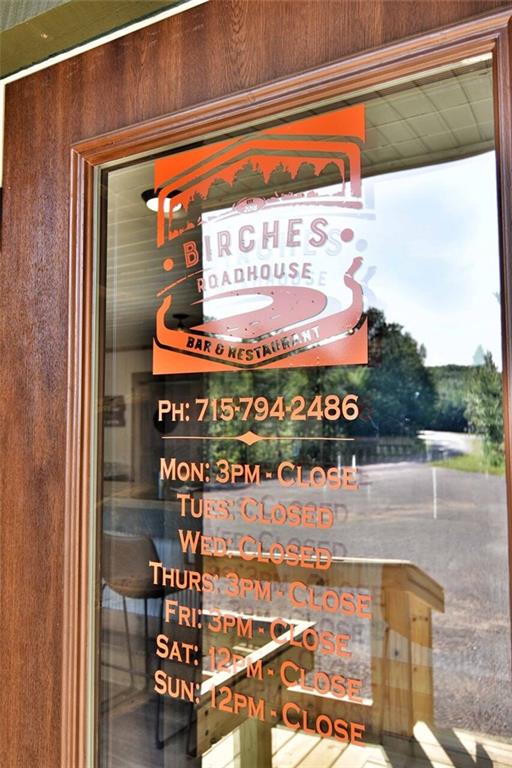 BIRCHES
ROADHOUSE
BAR & RESTAURANT
PH: 715-794-2486
MON: 3PM - CLOSE
TUES: CLOSED
WED: CLOSED
THURS: 3PM - CLOSE
FRI: 3PM - CLOSE
SAT: 12PM - CLOSE
SUN: 12PM - CLOSE